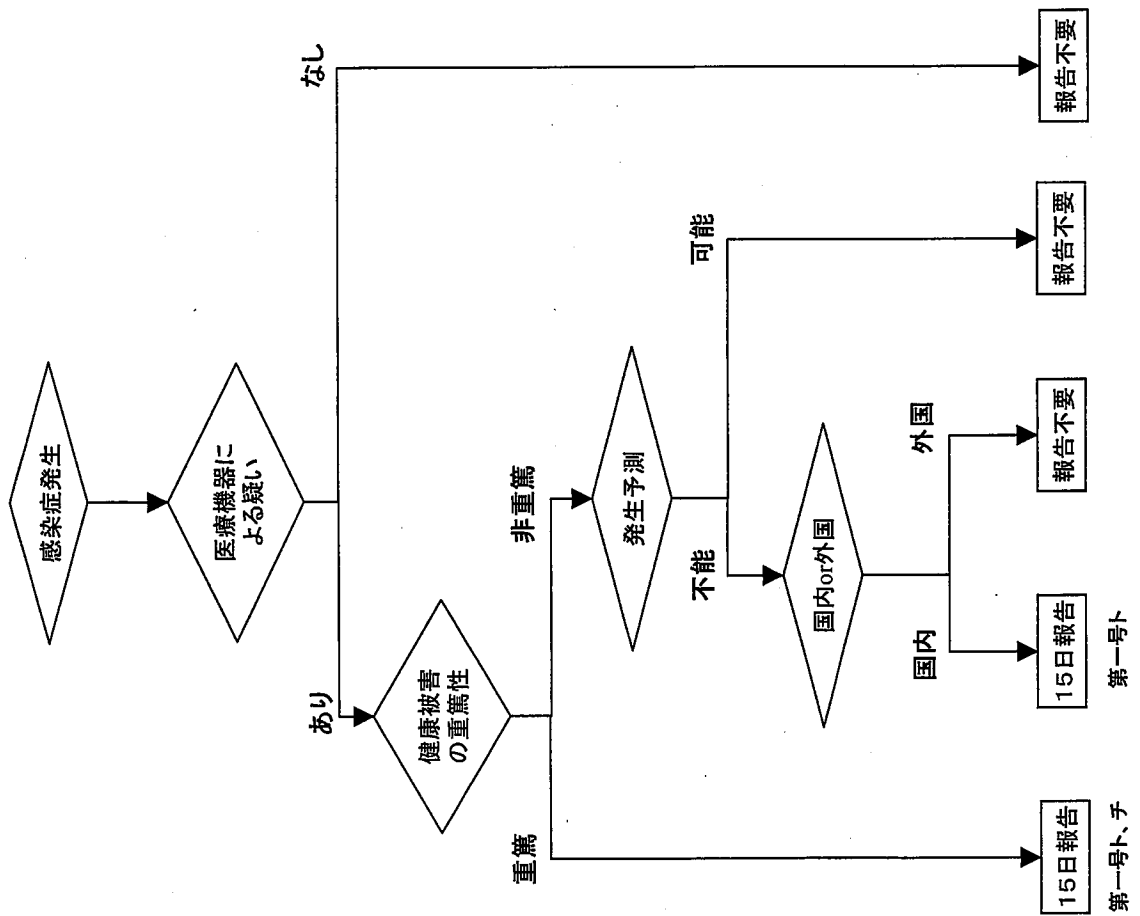 感染症発生
医療機器に
よる疑い
あり
なし
健康被害
の重篤性
重篤
非重篤
発生予測
不能
可能
国内or外国
国内
外国
15日報告
15日報告
報告不要
報告不要
報告不要
第一号ト、チ
第一号ト